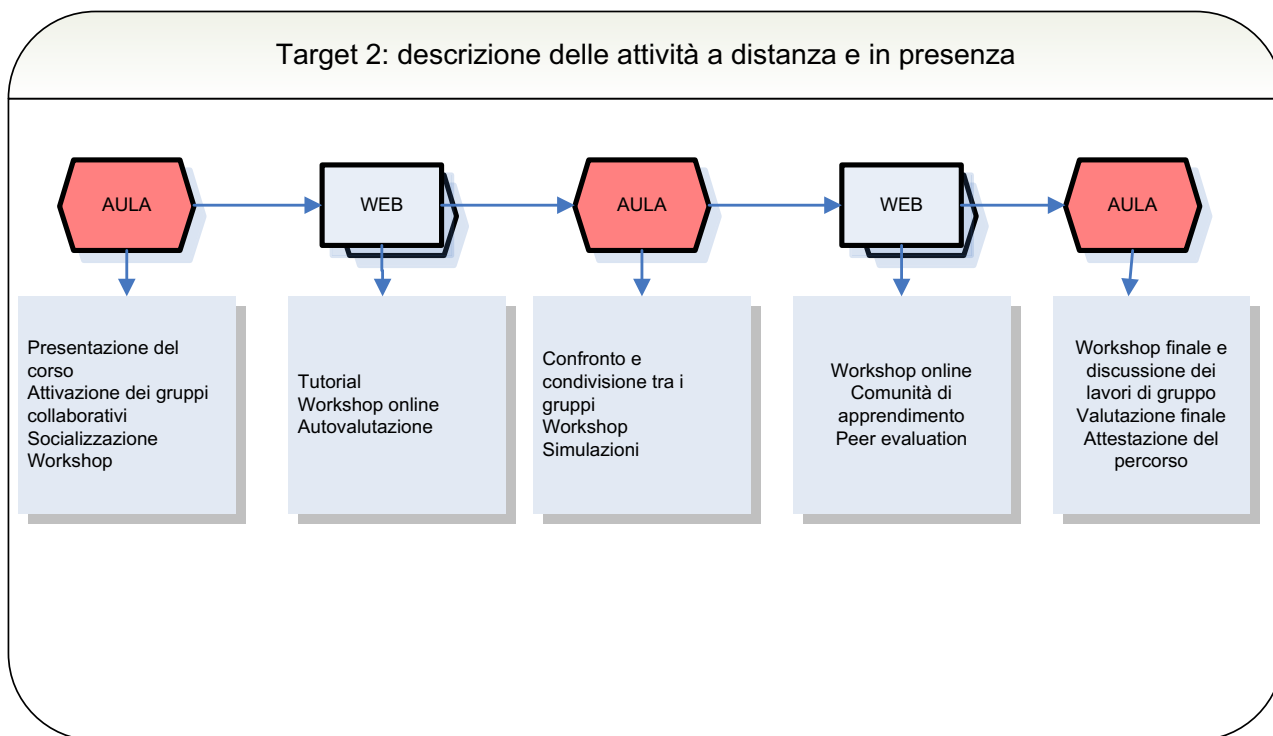 Target 2: descrizione delle attività a distanza e in presenza
AULA
WEB
AULA
WEB
AULA
Presentazione del
corso
Attivazione dei gruppi
collaborativi
Socializzazione
Workshop
Tutorial
Workshop online
Autovalutazione
Confronto e
condivisione tra i
gruppi
Workshop
Simulazioni
Workshop online
Comunità di
apprendimento
Peer evaluation
Workshop finale e
discussione dei
lavori di gruppo
Valutazione finale
Attestazione del
percorso